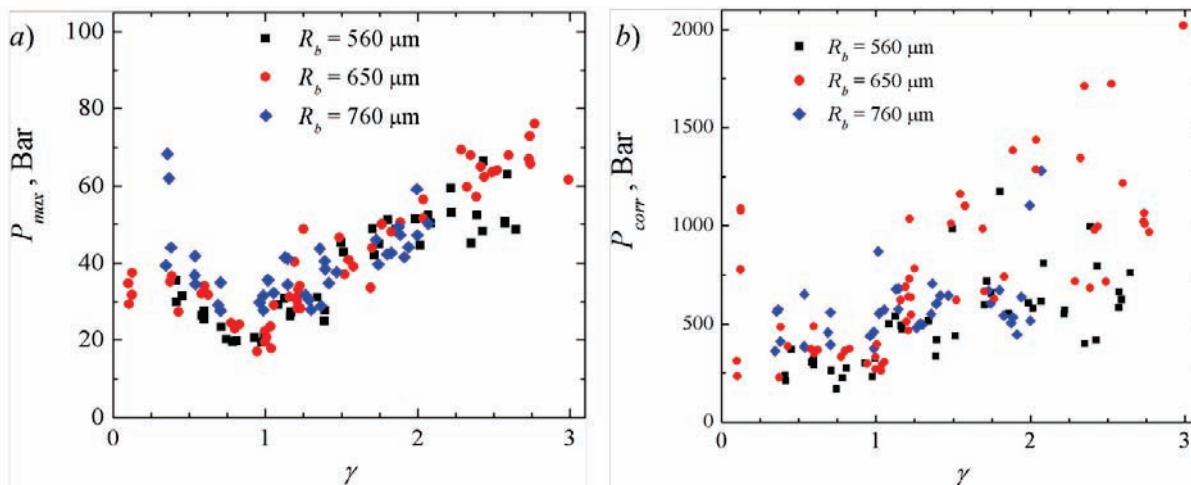 a)
R_b = 560 μm
R_b = 650 μm
R_b = 760 μm
P_max, Bar
100
80
60
40
20
0
0
1
2
3
γ
b)
R_b = 560 μm
R_b = 650 μm
R_b = 760 μm
P_corr, Bar
2000
1500
1000
500
0
0
1
2
3
γ